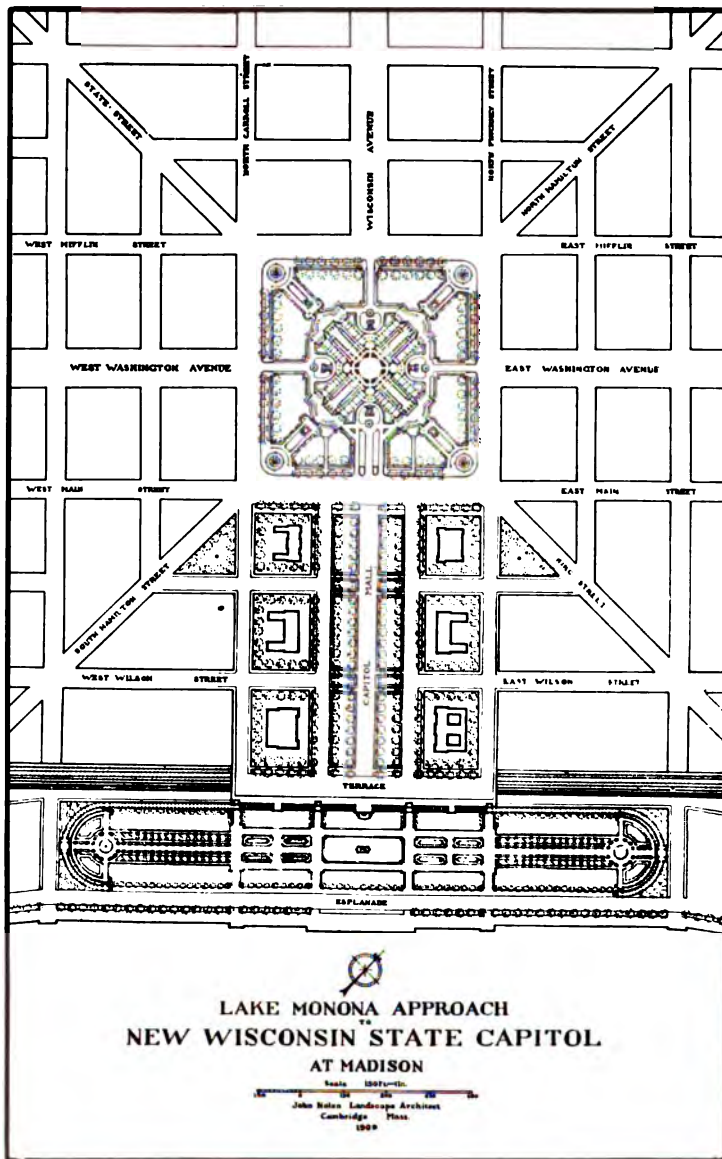 STATE STREET
NORTH CARROLL STREET
WISCONSIN AVENUE
NORTH PINCKNEY STREET
NORTH HAMILTON STREET
WEST MIFFLIN STREET
EAST MIFFLIN STREET
WEST WASHINGTON AVENUE
EAST WASHINGTON AVENUE
WEST MAIN STREET
EAST MAIN STREET
SOUTH HAMILTON STREET
CAPITOL MALL
KING STREET
WEST WILSON STREET
EAST WILSON STREET
TERRACE
ESPLANADE
LAKE MONONA APPROACH
TO
NEW WISCONSIN STATE CAPITOL
AT MADISON
Scale
John Nolen Landscape Architect
Cambridge Mass.
1909